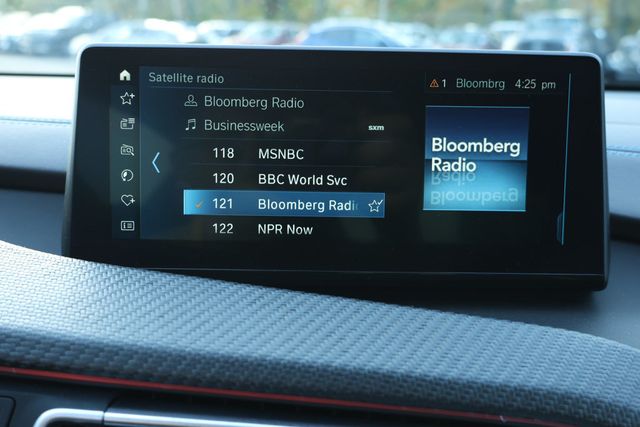 Satellite radio
1 Bloombrg 4:25 pm
Bloomberg Radio
Businessweek
sxm
118 MSNBC
120 BBC World Svc
121 Bloomberg Radi
122 NPR Now
Bloomberg
Radio